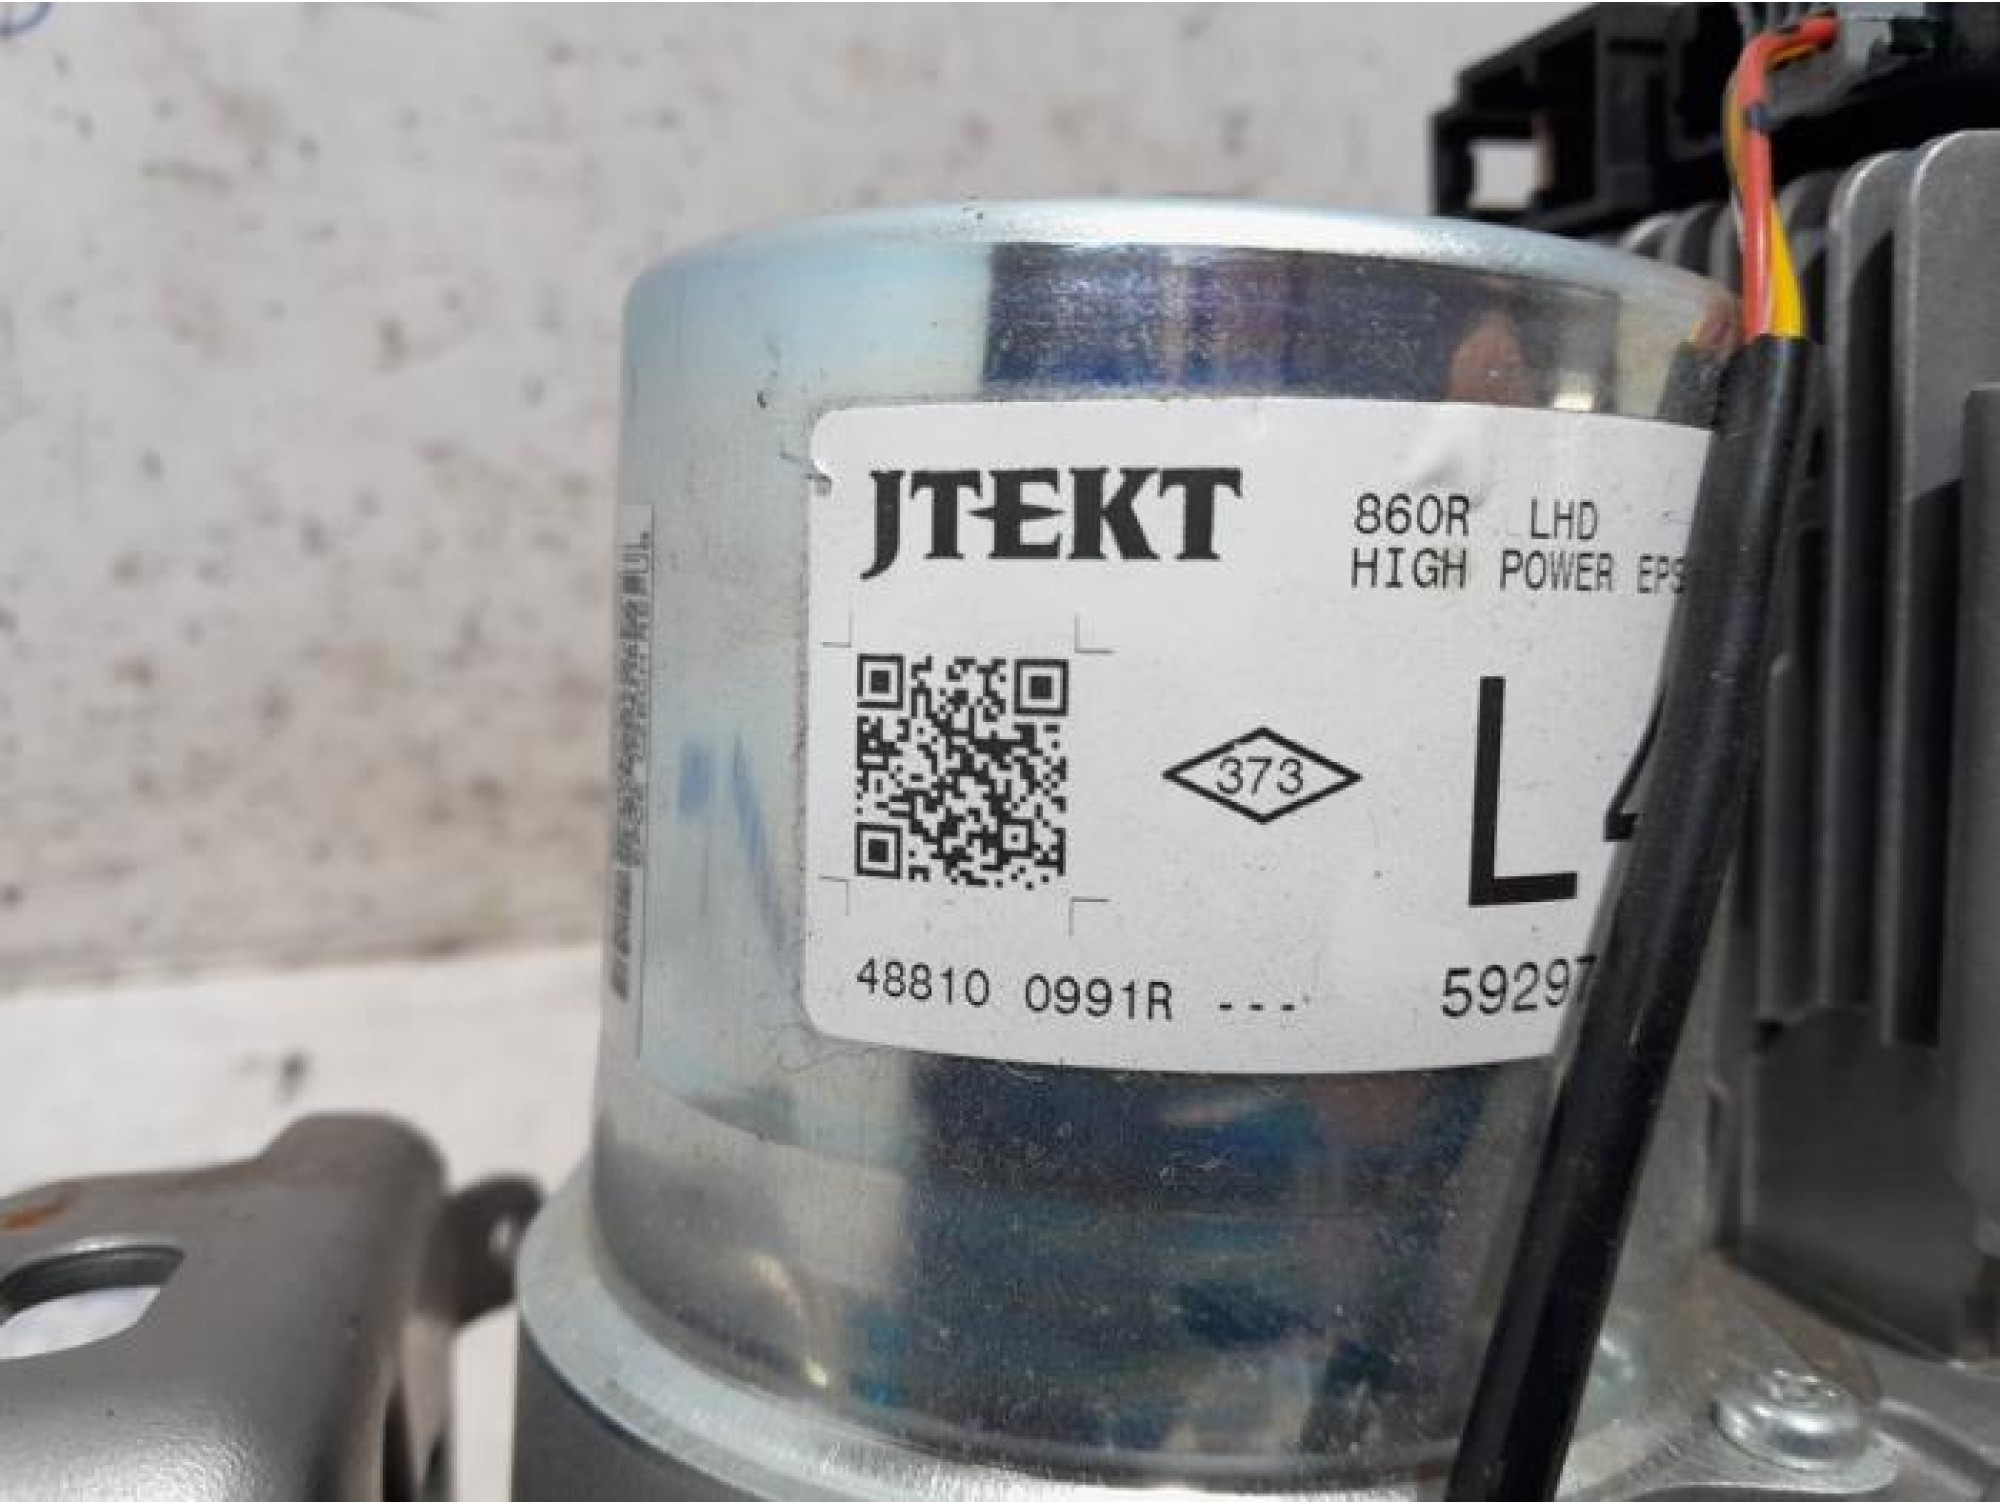 JTEKT
860R LHD
HIGH POWER EPS
373
L
48810 0991R ---
5929